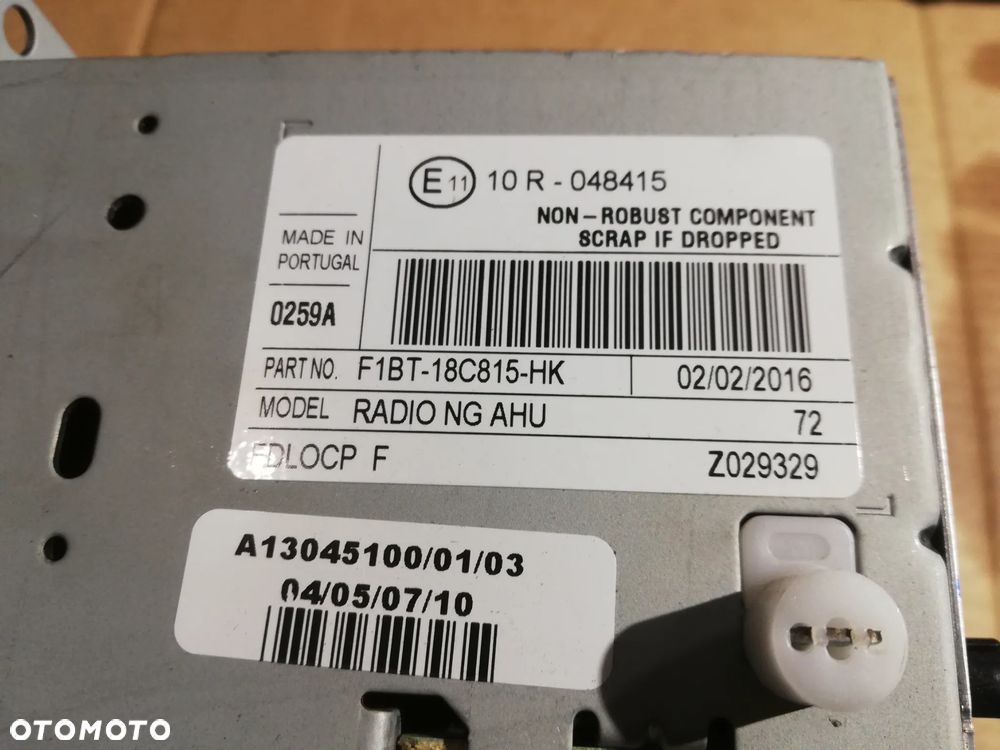 E 11 10 R - 048415
NON-ROBUST COMPONENT
SCRAP IF DROPPED
MADE IN
PORTUGAL
0259A
PART NO. F1BT-18C815-HK 02/02/2016
MODEL RADIO NG AHU 72
FDLOCP F Z029329
A13045100/01/03
04/05/07/10
OTOMOTO